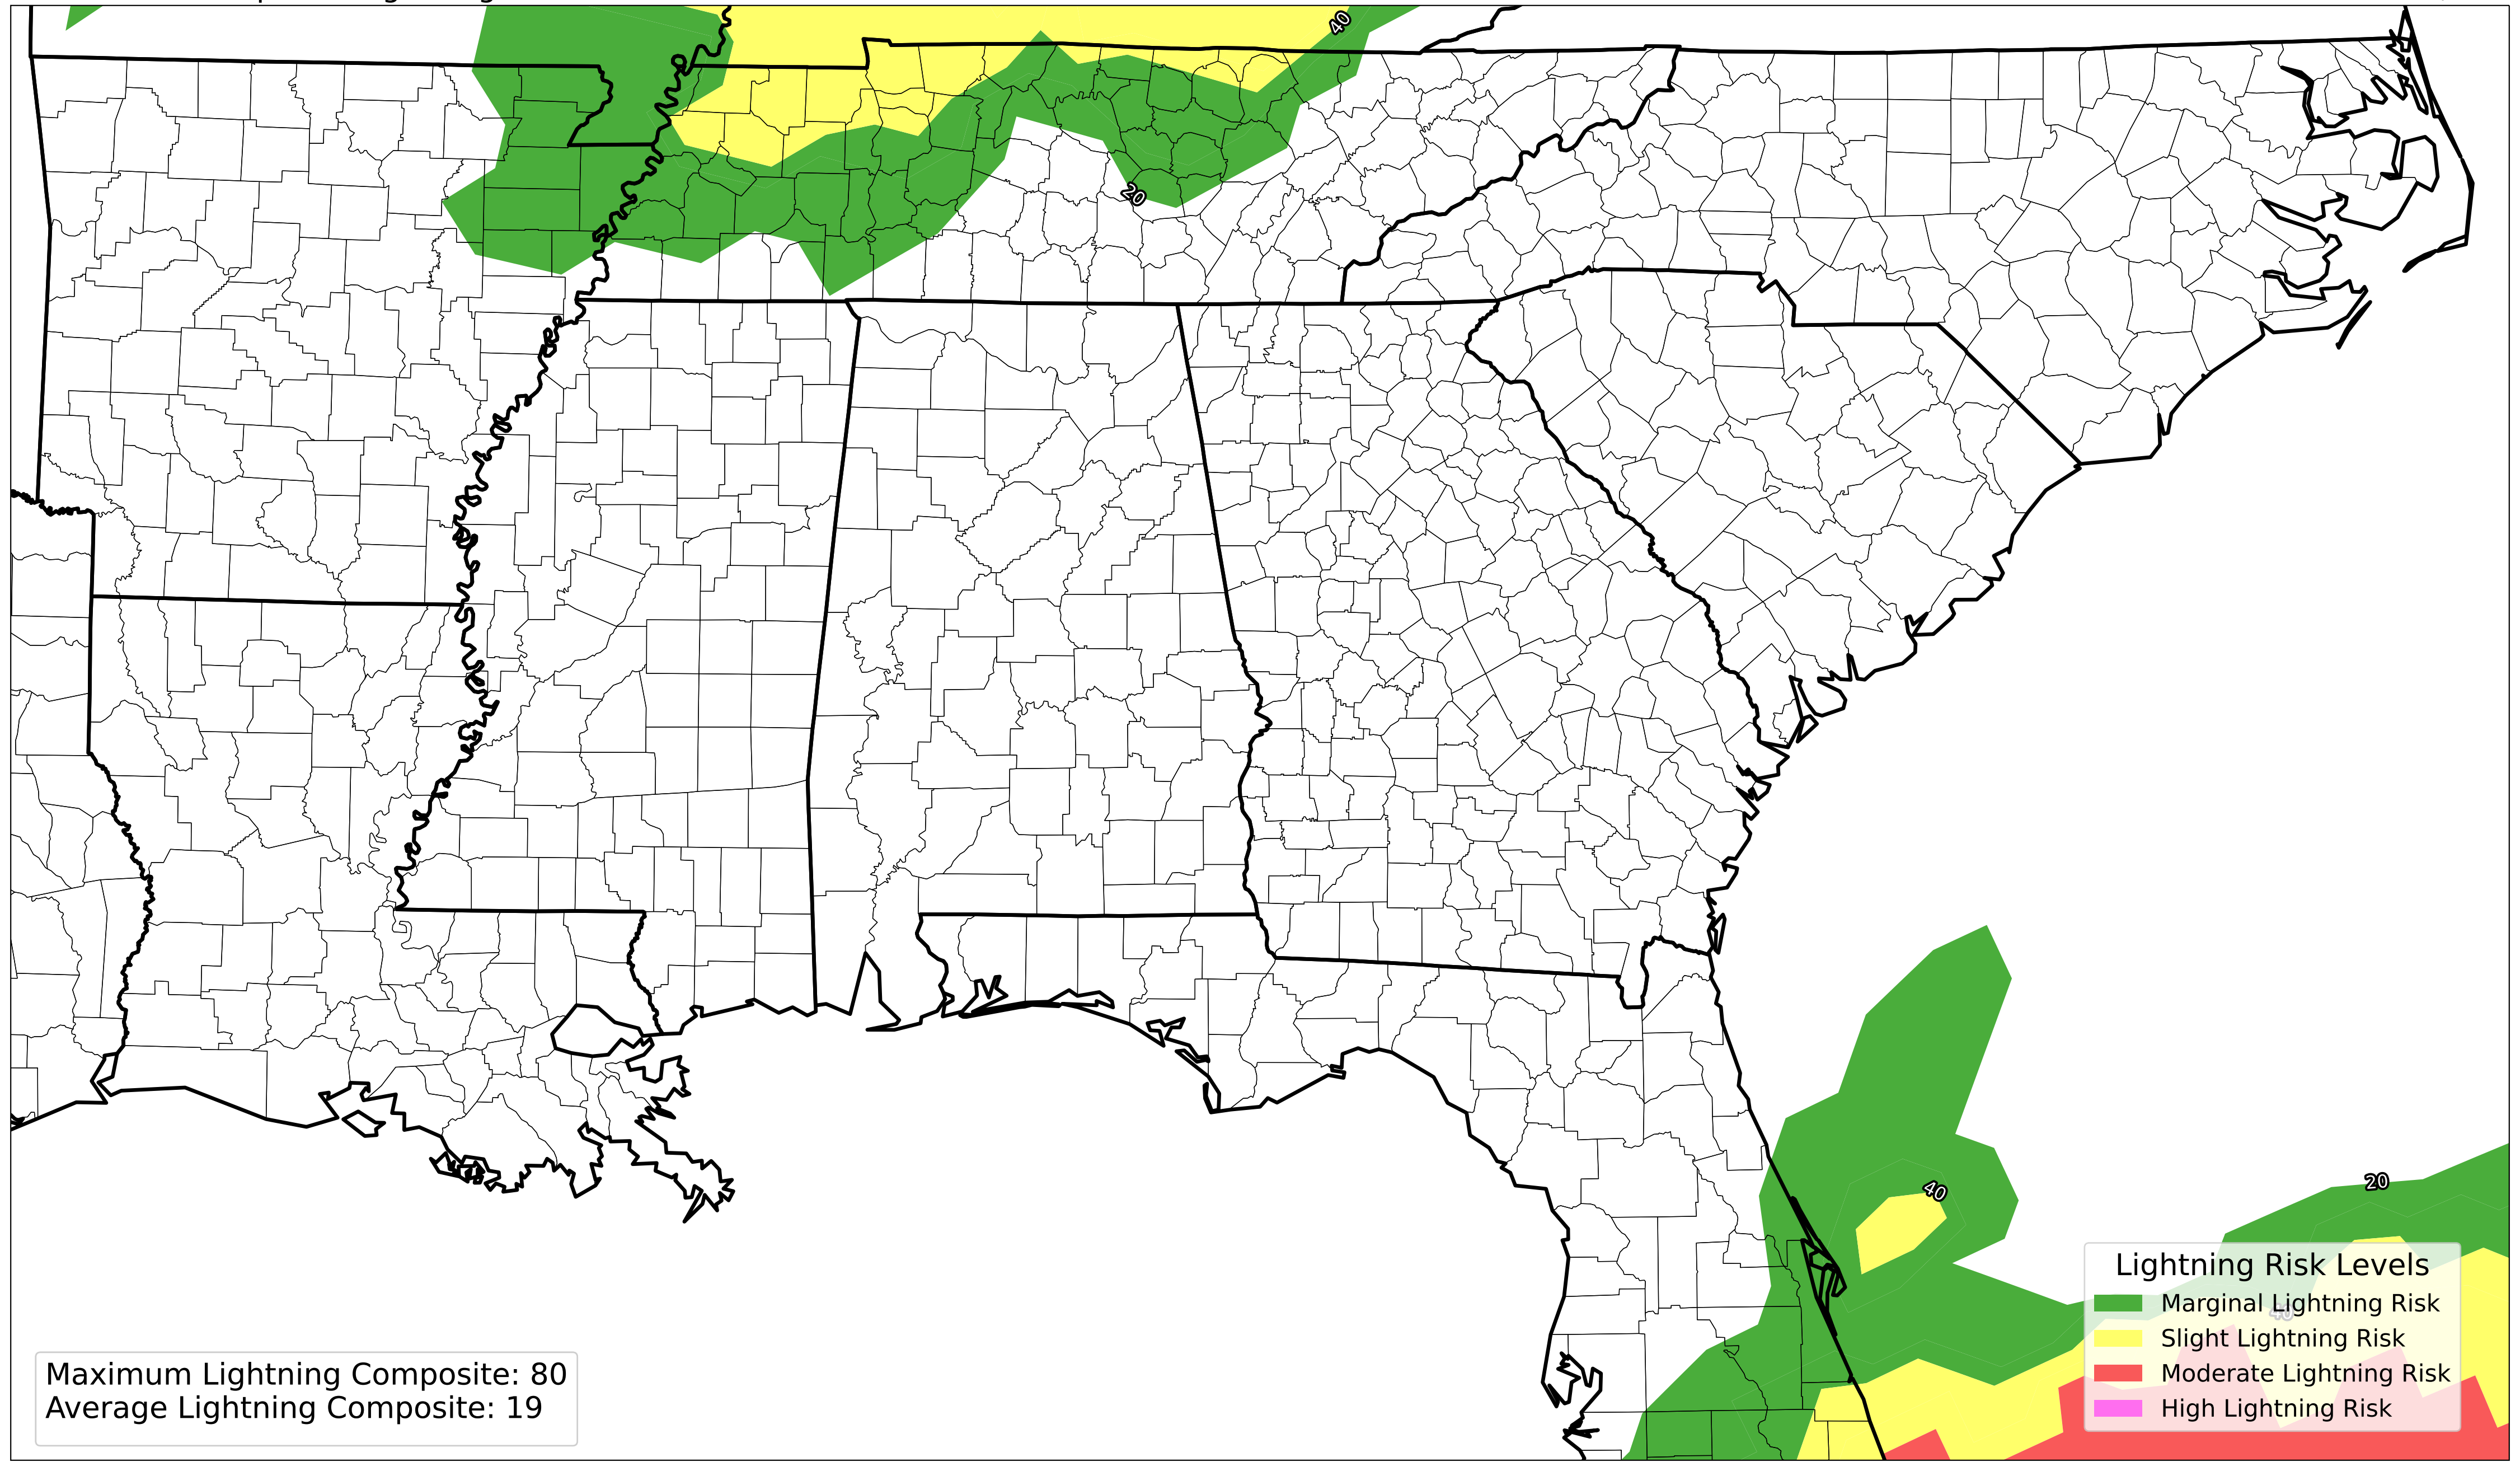 40
20
40
20
40
Lightning Risk Levels
Marginal Lightning Risk
Slight Lightning Risk
Moderate Lightning Risk
High Lightning Risk
Maximum Lightning Composite: 80
Average Lightning Composite: 19